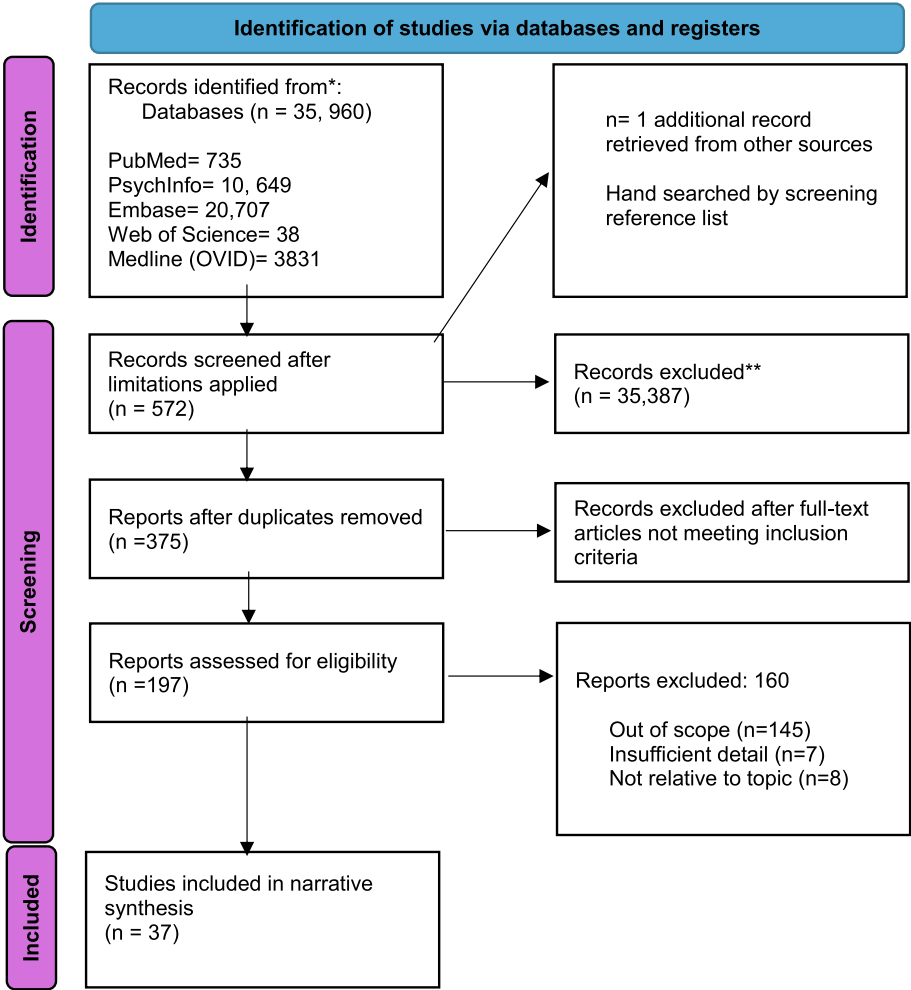 Identification of studies via databases and registers
Identification
Records identified from*:
Databases (n = 35, 960)
PubMed= 735
PsychInfo= 10, 649
Embase= 20,707
Web of Science= 38
Medline (OVID)= 3831
n= 1 additional record
retrieved from other sources
Hand searched by screening
reference list
Screening
Records screened after
limitations applied
(n = 572)
Records excluded**
(n = 35,387)
Reports after duplicates removed
(n =375)
Records excluded after full-text
articles not meeting inclusion
criteria
Reports assessed for eligibility
(n =197)
Reports excluded: 160
Out of scope (n=145)
Insufficient detail (n=7)
Not relative to topic (n=8)
Included
Studies included in narrative
synthesis
(n = 37)